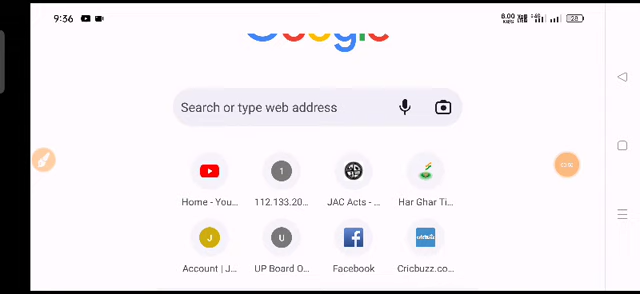 9:36
28
Google
Search or type web address
1
Home - You...
112.133.20...
JAC Acts - ...
Har Ghar Ti...
J
U
Account | J...
UP Board O...
Facebook
Cricbuzz.co...